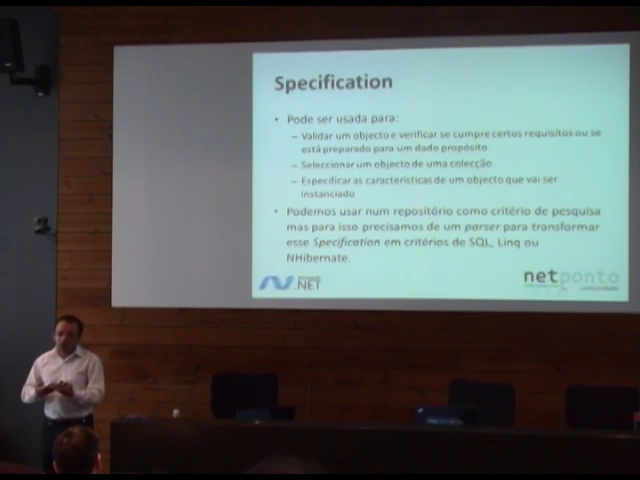 Specification
• Pode ser usada para:
– Validar um objecto e verificar se cumpre certos requisitos ou se
está preparado para um dado propósito
– Seleccionar um objecto de uma colecção
– Especificar as características de um objecto que vai ser
instanciado
• Podemos usar num repositório como critério de pesquisa
mas para isso precisamos de um parser para transformar
esse Specification em critérios de SQL, Linq ou
NHibernate.
.NET
netponto
comunidade